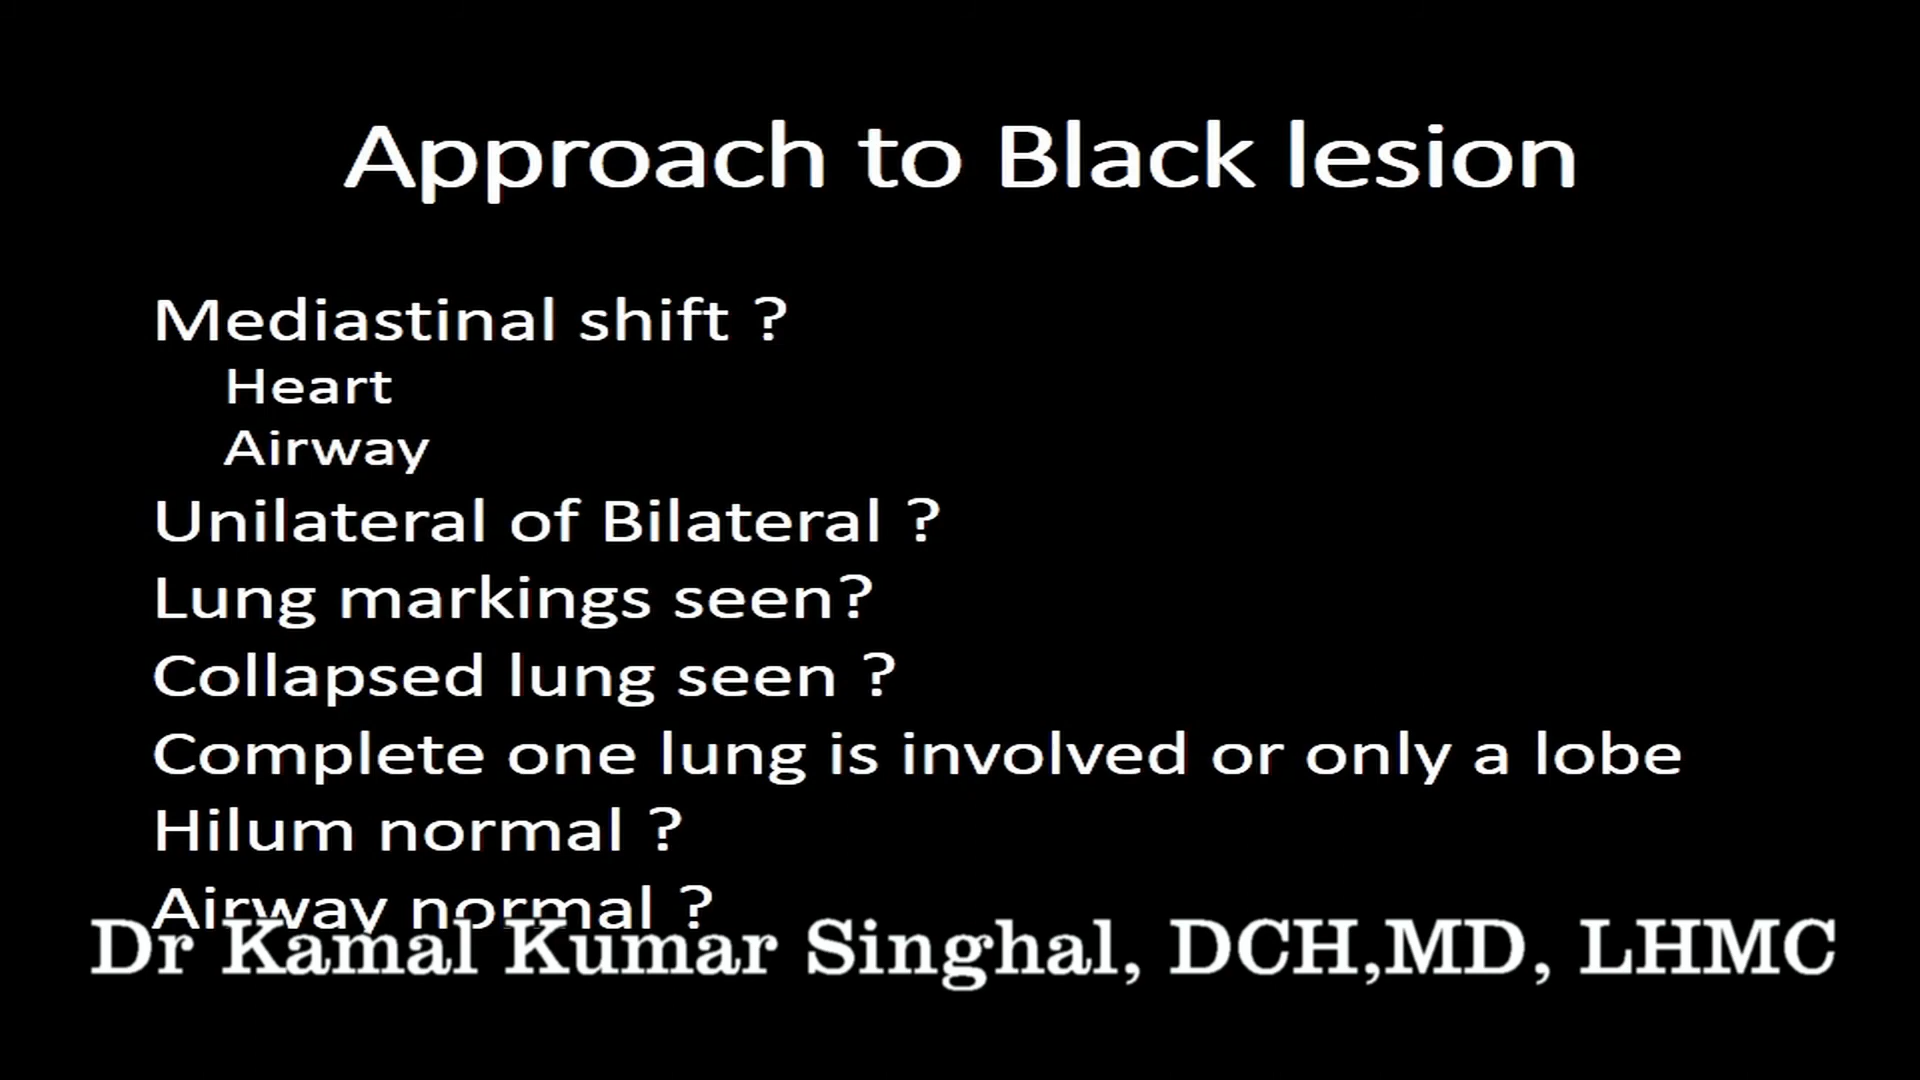 Approach to Black lesion
Mediastinal shift ?
Heart
Airway
Unilateral of Bilateral ?
Lung markings seen?
Collapsed lung seen ?
Complete one lung is involved or only a lobe
Hilum normal ?
Airway normal ?
Dr Kamal Kumar Singhal, DCH,MD, LHMC